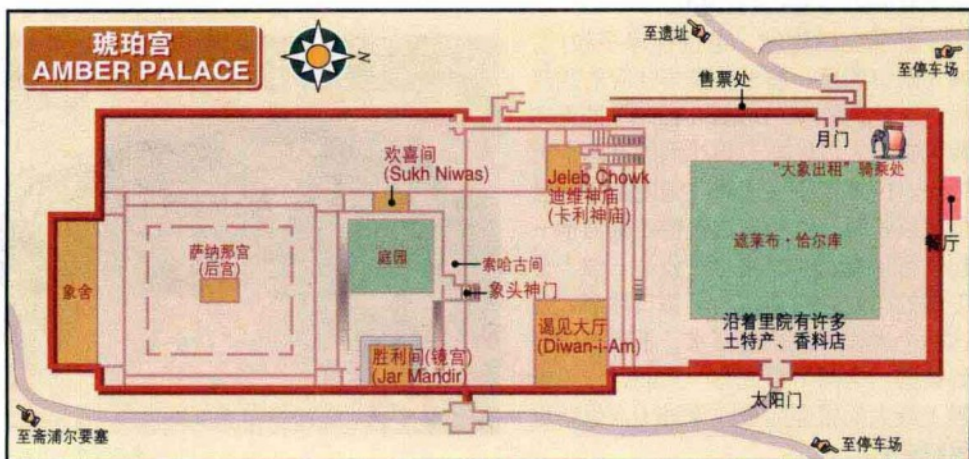 琥珀宫
AMBER PALACE
N
至遗址
至停车场
售票处
月门
“大象出租”骑乘处
欢喜间
(Sukh Niwas)
Jeleb Chowk
迪维神庙
(卡利神庙)
餐厅
萨纳那宫
(后宫)
庭园
索哈古间
遮莱布·恰尔库
象舍
象头神门
谒见大厅
(Diwan-i-Am)
沿着里院有许多
土特产、香料店
胜利间(镜宫)
(Jar Mandir)
太阳门
至斋浦尔要塞
至停车场